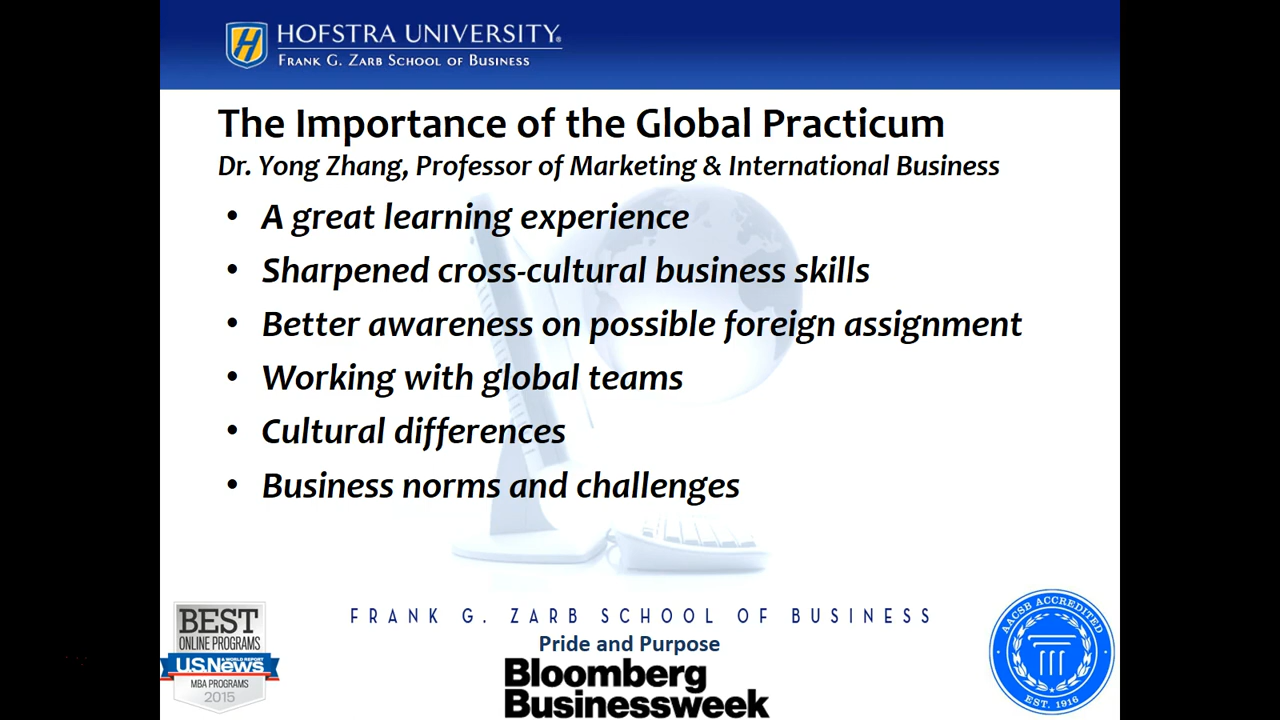 HOFSTRA UNIVERSITY®
FRANK G. ZARB SCHOOL OF BUSINESS
The Importance of the Global Practicum
Dr. Yong Zhang, Professor of Marketing & International Business
• A great learning experience
• Sharpened cross-cultural business skills
• Better awareness on possible foreign assignment
• Working with global teams
• Cultural differences
• Business norms and challenges
FRANK G. ZARB SCHOOL OF BUSINESS
Pride and Purpose
Bloomberg
Businessweek
BEST
ONLINE PROGRAMS
U.S.News
& WORLD REPORT
MBA PROGRAMS
2015
AACSB ACCREDITED
EST. 1916